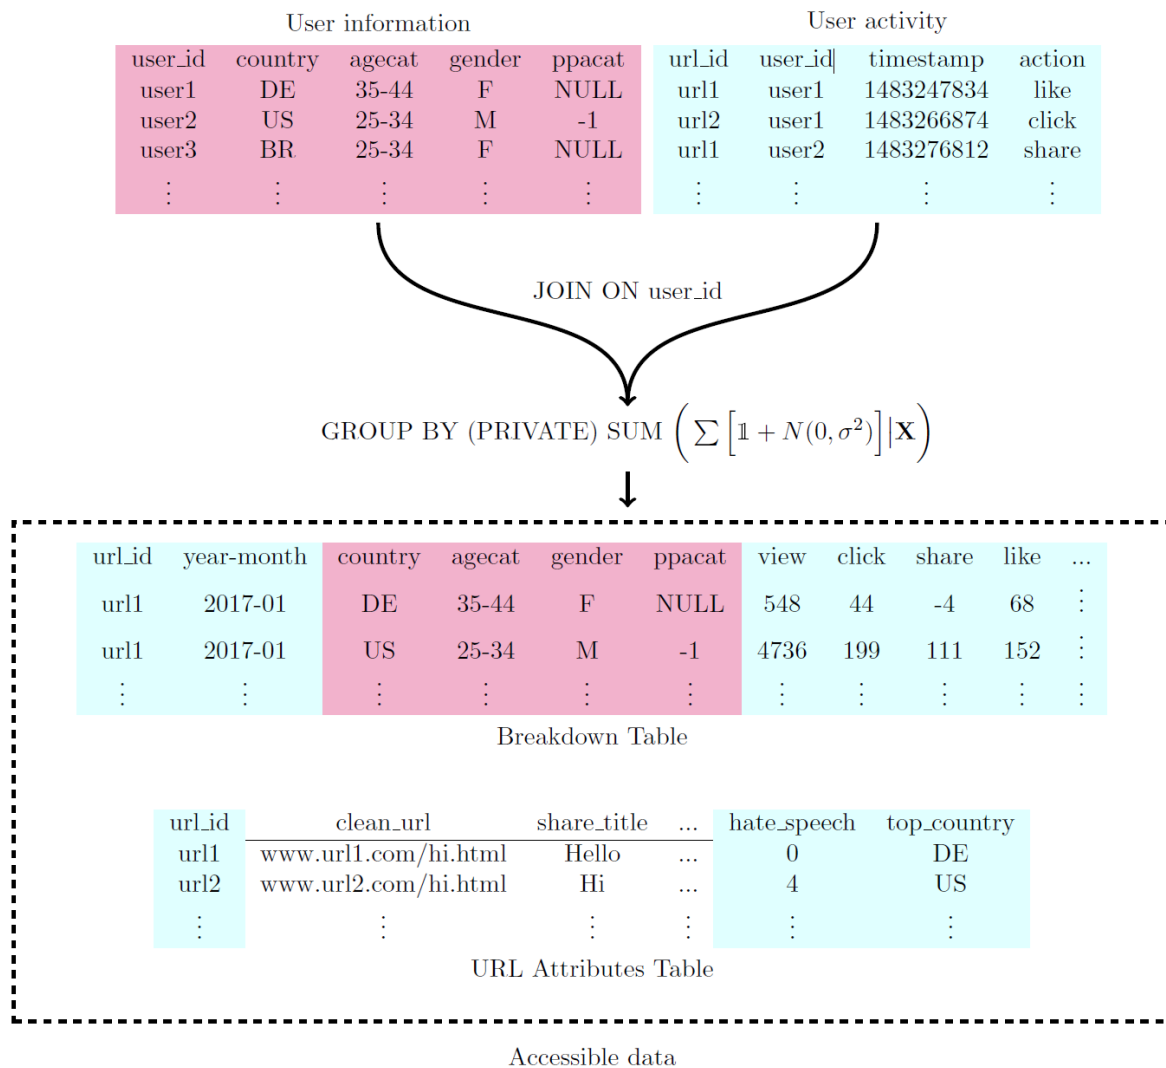 User information
User activity
user_id country agecat gender ppacat
user1 DE 35-44 F NULL
user2 US 25-34 M -1
user3 BR 25-34 F NULL
⋮ ⋮ ⋮ ⋮ ⋮
url_id user_id| timestamp action
url1 user1 1483247834 like
url2 user1 1483266874 click
url1 user2 1483276812 share
⋮ ⋮ ⋮ ⋮
JOIN ON user_id
GROUP BY (PRIVATE) SUM (∑ [𝟙 + N(0, σ²)] | X)
url_id year-month country agecat gender ppacat view click share like ...
url1 2017-01 DE 35-44 F NULL 548 44 -4 68 ⋮
url1 2017-01 US 25-34 M -1 4736 199 111 152 ⋮
⋮ ⋮ ⋮ ⋮ ⋮ ⋮ ⋮ ⋮ ⋮ ⋮ ⋮
Breakdown Table
url_id clean_url share_title ... hate_speech top_country
url1 www.url1.com/hi.html Hello ... 0 DE
url2 www.url2.com/hi.html Hi ... 4 US
⋮ ⋮ ⋮ ⋮ ⋮ ⋮
URL Attributes Table
Accessible data